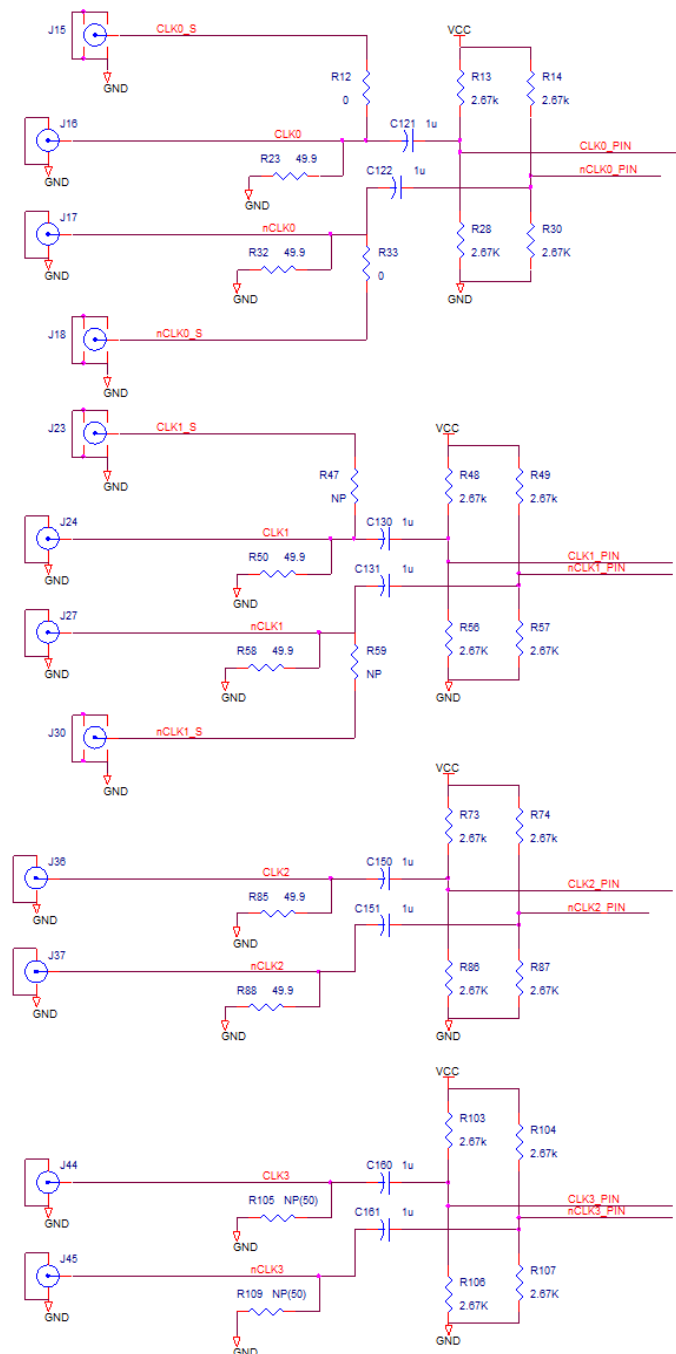 J15
CLK0_S
GND
VCC
R12
0
R13
2.67k
R14
2.67k
J16
CLK0
C121 1u
GND
R23 49.9
GND
C122 1u
CLK0_PIN
nCLK0_PIN
J17
nCLK0
GND
R32 49.9
GND
R33
0
R28
2.67K
R30
2.67K
GND
J18
nCLK0_S
GND
J23
CLK1_S
GND
VCC
R47
NP
R48
2.67k
R49
2.67k
J24
CLK1
C130 1u
GND
R50 49.9
GND
C131 1u
CLK1_PIN
nCLK1_PIN
J27
nCLK1
GND
R58 49.9
GND
R59
NP
R56
2.67K
R57
2.67K
GND
J30
nCLK1_S
GND
VCC
R73
2.67k
R74
2.67k
J36
CLK2
C150 1u
GND
R85 49.9
GND
C151 1u
CLK2_PIN
nCLK2_PIN
J37
nCLK2
GND
R88 49.9
GND
R86
2.67K
R87
2.67K
GND
VCC
R103
2.67k
R104
2.67k
J44
CLK3
C160 1u
GND
R105 NP(50)
GND
C161 1u
CLK3_PIN
nCLK3_PIN
J45
nCLK3
GND
R109 NP(50)
GND
R106
2.67K
R107
2.67K
GND